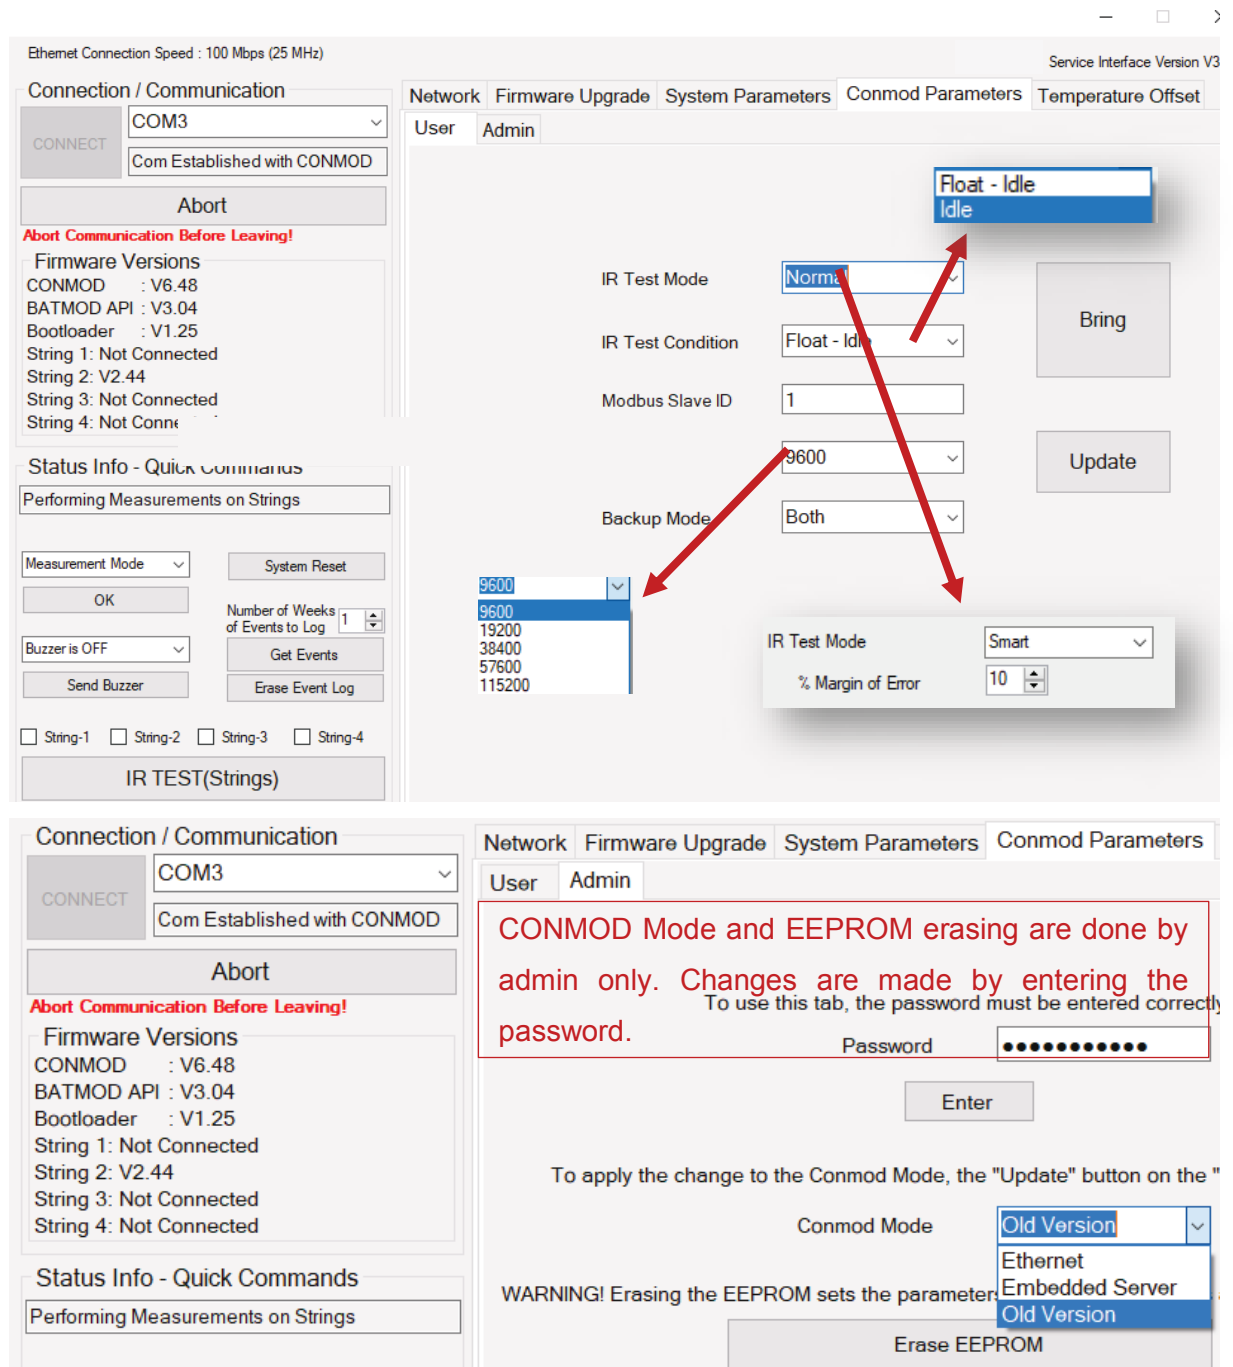 Ethernet Connection Speed : 100 Mbps (25 MHz)
Service Interface Version V3
Connection / Communication
CONNECT
COM3
Com Established with CONMOD
Abort
Abort Communication Before Leaving!
Firmware Versions
CONMOD : V6.48
BATMOD API : V3.04
Bootloader : V1.25
String 1: Not Connected
String 2: V2.44
String 3: Not Connected
String 4: Not
Status Info - Quick Commands
Performing Measurements on Strings
Measurement Mode
System Reset
OK
Number of Weeks
of Events to Log
1
Buzzer is OFF
Get Events
Send Buzzer
Erase Event Log
String-1 String-2 String-3 String-4
IR TEST(Strings)
Network Firmware Upgrade System Parameters Conmod Parameters Temperature Offset
User Admin
Float - Idle
Idle
IR Test Mode Normal
Bring
IR Test Condition Float - Idle
Modbus Slave ID 1
9600
Update
Backup Mode Both
9600
9600
19200
38400
57600
115200
IR Test Mode Smart
% Margin of Error 10
Connection / Communication
CONNECT
COM3
Com Established with CONMOD
Abort
Abort Communication Before Leaving!
Firmware Versions
CONMOD : V6.48
BATMOD API : V3.04
Bootloader : V1.25
String 1: Not Connected
String 2: V2.44
String 3: Not Connected
String 4: Not Connected
Status Info - Quick Commands
Performing Measurements on Strings
Network Firmware Upgrade System Parameters Conmod Parameters
User Admin
CONMOD Mode and EEPROM erasing are done by
admin only. Changes are made by entering the
password.
To use this tab, the password must be entered correctly
Password ●●●●●●●●●●●
Enter
To apply the change to the Conmod Mode, the "Update" button on the "
Conmod Mode Old Version
Ethernet
Embedded Server
Old Version
WARNING! Erasing the EEPROM sets the
Erase EEPROM